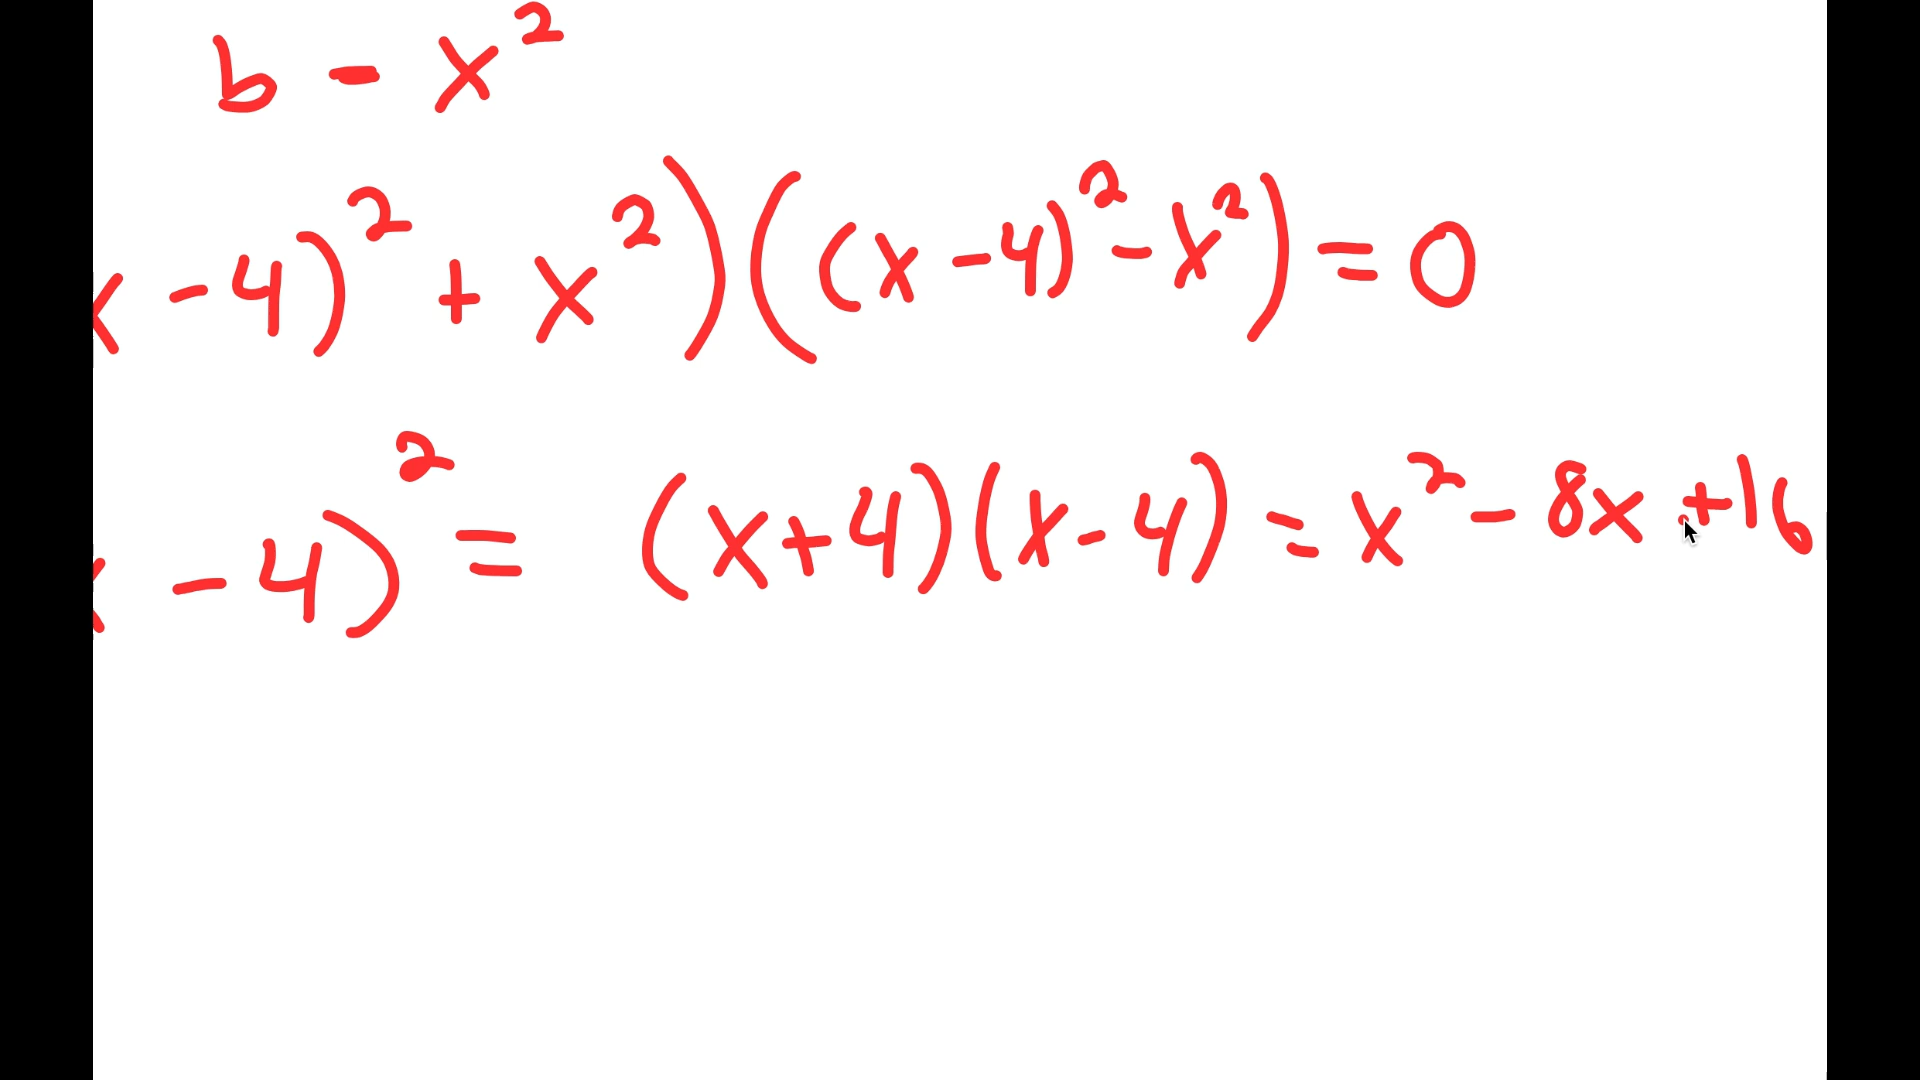 b - x²
x - 4)² + x²)((x - 4)² - x²) = 0
x - 4)² = (x+4)(x-4) = x² - 8x + 16